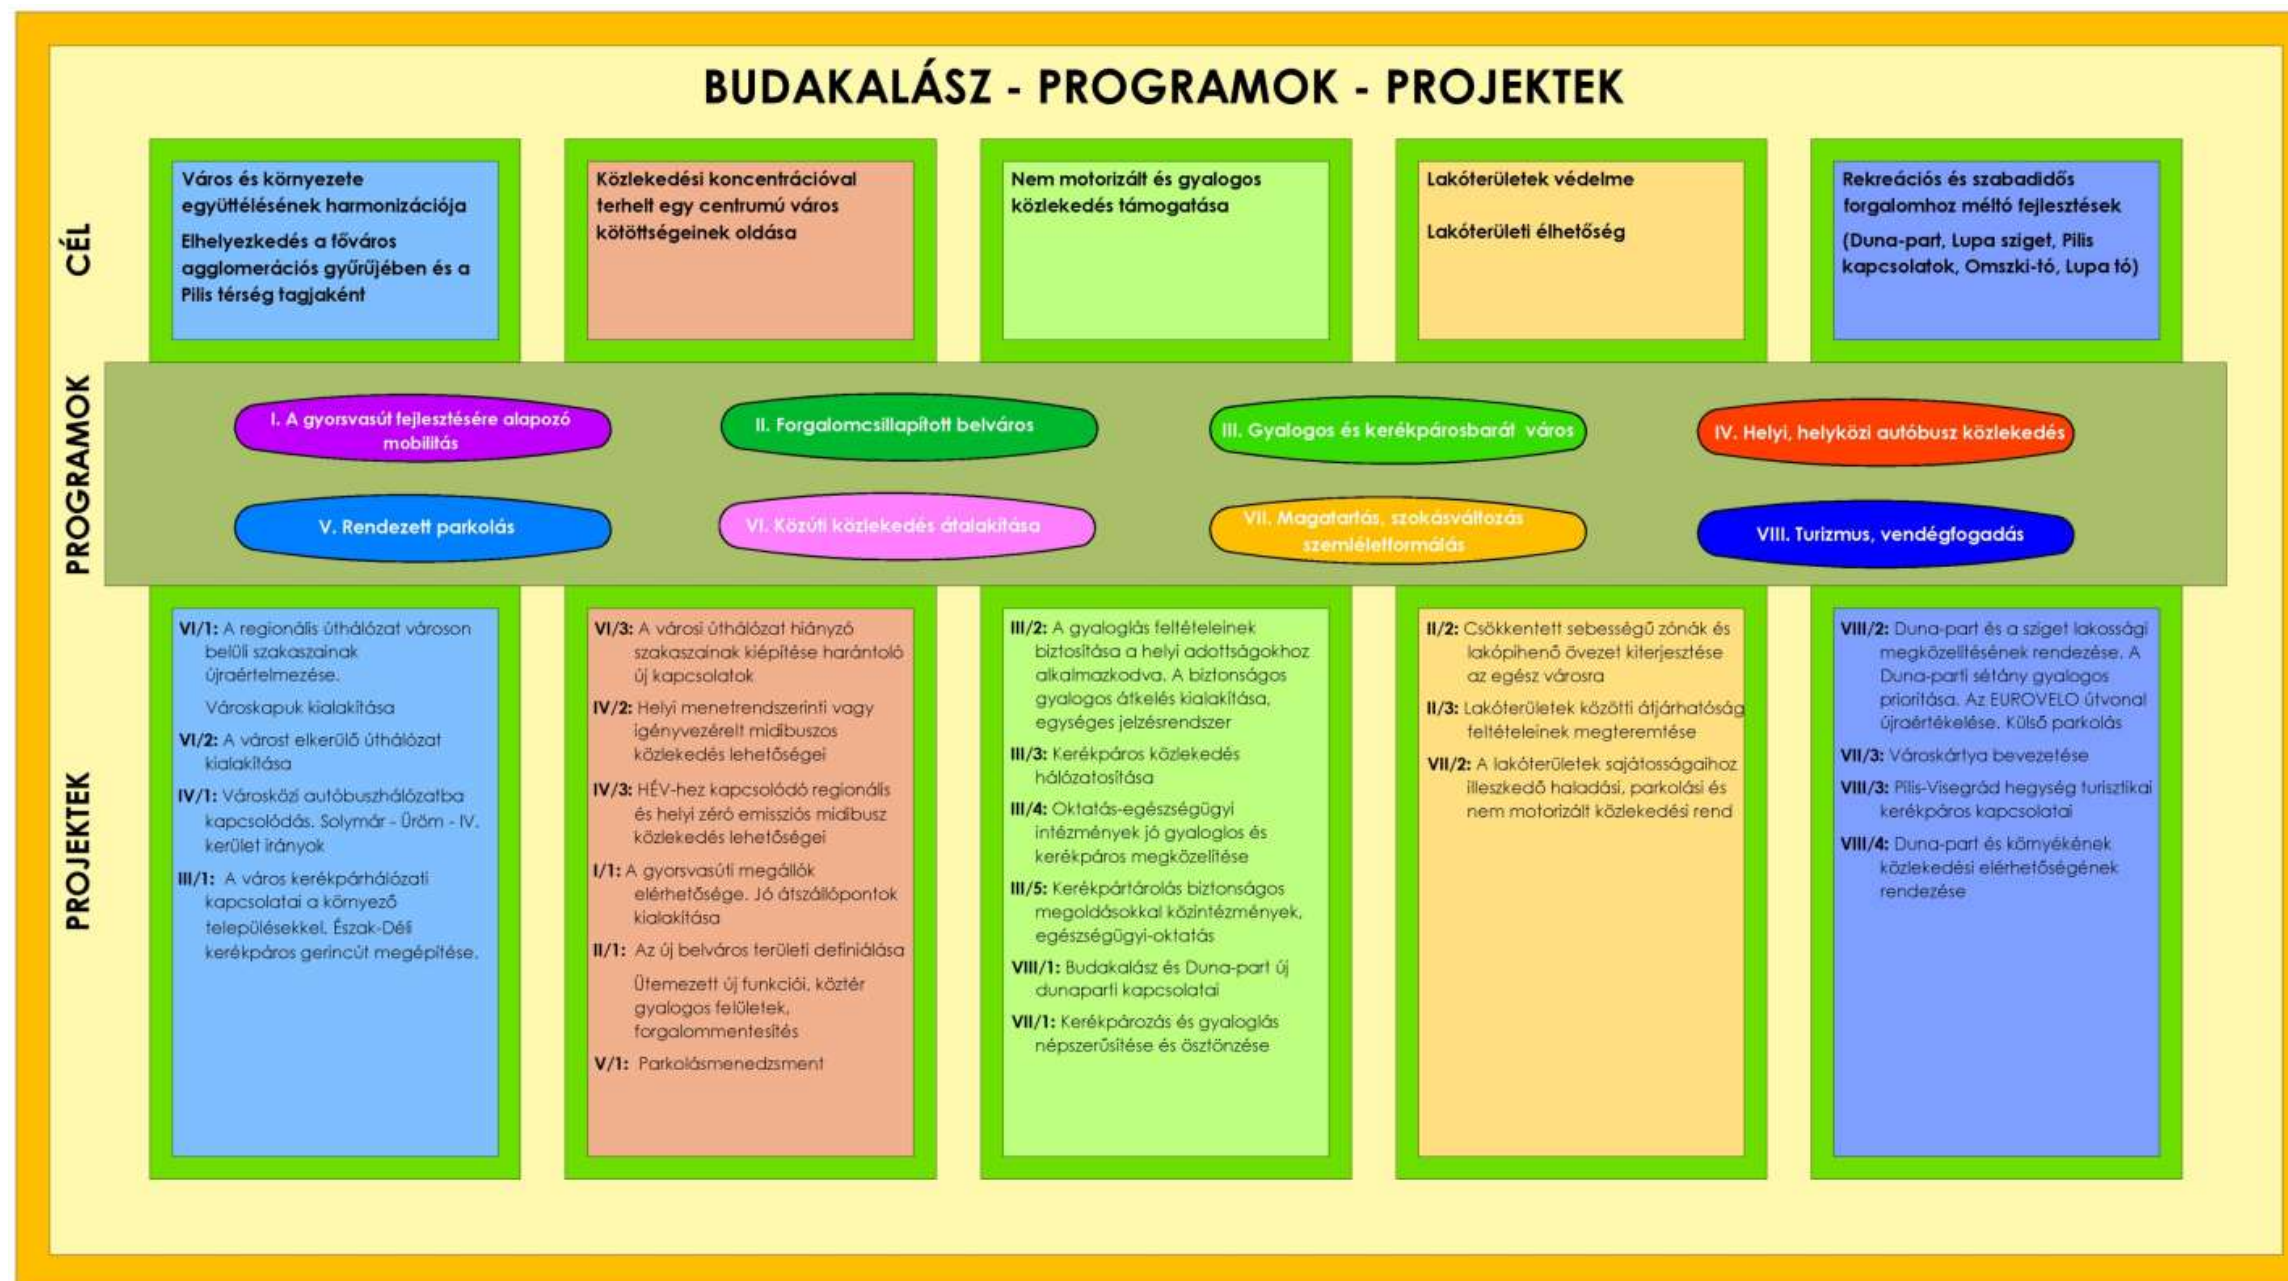 BUDAKALÁSZ - PROGRAMOK - PROJEKTEK
CÉL
Város és környezete
együttélésének harmonizációja
Elhelyezkedés a főváros
agglomerációs gyűrűjében és a
Pilis térség tagjaként
Közlekedési koncentrációval
terhelt egy centrumú város
kötöttségeinek oldása
Nem motorizált és gyalogos
közlekedés támogatása
Lakóterületek védelme
Lakóterületi élhetőség
Rekreációs és szabadidős
forgalomhoz méltó fejlesztések
(Duna-part, Lupa sziget, Pilis
kapcsolatok, Omszki-tó, Lupa tó)
PROGRAMOK
I. A gyorsvasút fejlesztésére alapozó
mobilitás
II. Forgalomcsillapított belváros
III. Gyalogos és kerékpárosbarát város
IV. Helyi, helyközi autóbusz közlekedés
V. Rendezett parkolás
VI. Közúti közlekedés átalakítása
VII. Magatartás, szokásváltozás
szemléletformálás
VIII. Turizmus, vendégfogadás
PROJEKTEK
VI/1: A regionális úthálózat városon
belüli szakaszainak
újraértelmezése.
Városkapuk kialakítása
VI/2: A várost elkerülő úthálózat
kialakítása
IV/1: Városközi autóbuszhálózatba
kapcsolódás. Solymár - Üröm - IV.
kerület irányok
III/1: A város kerékpárhálózati
kapcsolatai a környező
településekkel. Észak-Déli
kerékpáros gerincút megépítése.
VI/3: A városi úthálózat hiányzó
szakaszainak kiépítése harántoló
új kapcsolatok
IV/2: Helyi menetrendszerinti vagy
igényvezérelt midibuszos
közlekedés lehetőségei
IV/3: HÉV-hez kapcsolódó regionális
és helyi zéró emissziós midibusz
közlekedés lehetőségei
I/1: A gyorsvasúti megállók
elérhetősége. Jó átszállópontok
kialakítása
II/1: Az új belváros területi definiálása
Ütemezett új funkciói, köztér
gyalogos felületek,
forgalommentesítés
V/1: Parkolásmenedzsment
III/2: A gyaloglás feltételeinek
biztosítása a helyi adottságokhoz
alkalmazkodva. A biztonságos
gyalogos átkelés kialakítása,
egységes jelzésrendszer
III/3: Kerékpáros közlekedés
hálózatosítása
III/4: Oktatás-egészségügyi
intézmények jó gyaloglos és
kerékpáros megközelítése
III/5: Kerékpártárolás biztonságos
megoldásokkal közintézmények,
egészségügyi-oktatás
VIII/1: Budakalász és Duna-part új
dunaparti kapcsolatai
VII/1: Kerékpározás és gyaloglás
népszerűsítése és ösztönzése
II/2: Csökkentett sebességű zónák és
lakópihenő övezet kiterjesztése
az egész városra
II/3: Lakóterületek közötti átjárhatóság
feltételeinek megteremtése
VII/2: A lakóterületek sajátosságaihoz
illeszkedő haladási, parkolási és
nem motorizált közlekedési rend
VIII/2: Duna-part és a sziget lakossági
megközelítésének rendezése. A
Duna-parti sétány gyalogos
prioritása. Az EUROVELO útvonal
újraértékelése. Külső parkolás
VII/3: Városkártya bevezetése
VIII/3: Pilis-Visegrád hegység turisztikai
kerékpáros kapcsolatai
VIII/4: Duna-part és környékének
közlekedési elérhetőségének
rendezése